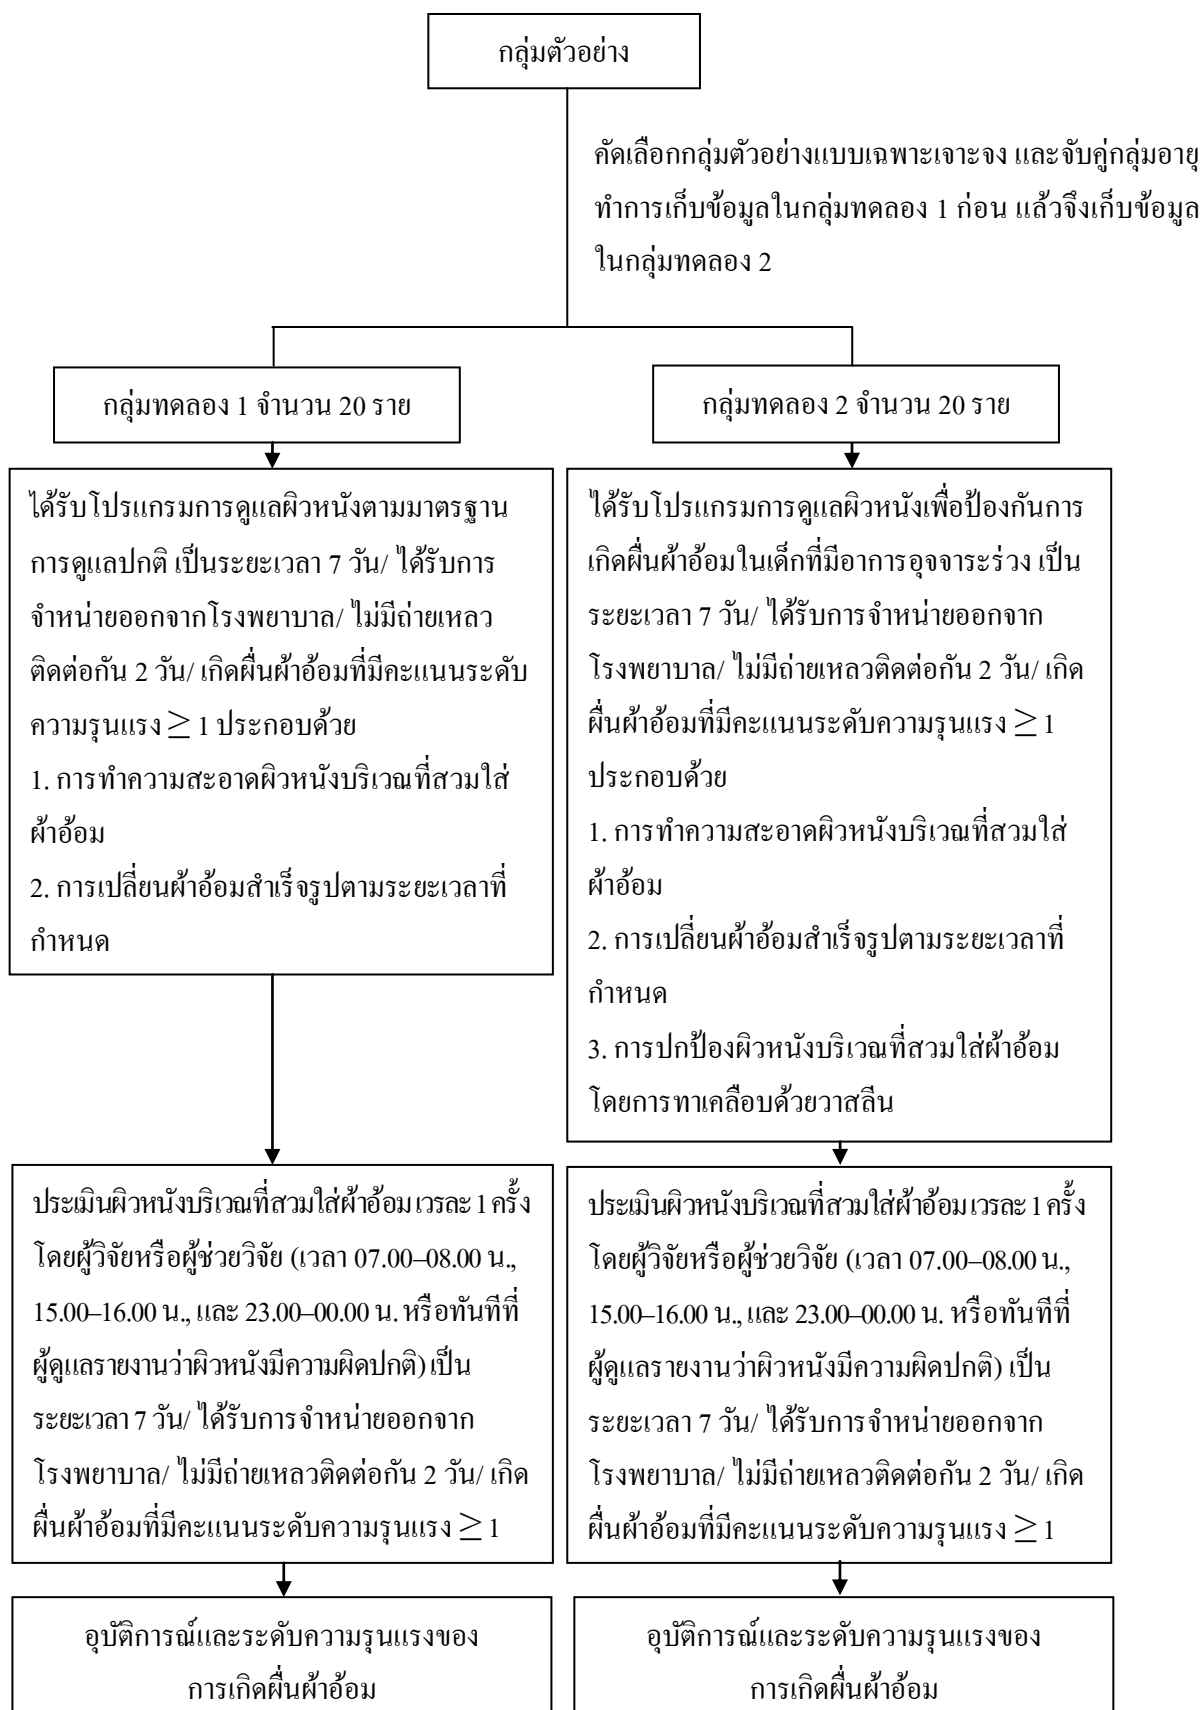 กลุ่มตัวอย่าง
คัดเลือกกลุ่มตัวอย่างแบบเฉพาะเจาะจง และจับคู่กลุ่มอายุ
ทำการเก็บข้อมูลในกลุ่มทดลอง 1 ก่อน แล้วจึงเก็บข้อมูล
ในกลุ่มทดลอง 2
กลุ่มทดลอง 1 จำนวน 20 ราย
กลุ่มทดลอง 2 จำนวน 20 ราย
ได้รับโปรแกรมการดูแลผิวหนังตามมาตรฐาน
การดูแลปกติ เป็นระยะเวลา 7 วัน/ ได้รับการ
จำหน่ายออกจากโรงพยาบาล/ ไม่มีถ่ายเหลว
ติดต่อกัน 2 วัน/ เกิดผื่นผ้าอ้อมที่มีคะแนนระดับ
ความรุนแรง ≥ 1 ประกอบด้วย
1. การทำความสะอาดผิวหนังบริเวณที่สวมใส่
ผ้าอ้อม
2. การเปลี่ยนผ้าอ้อมสำเร็จรูปตามระยะเวลาที่
กำหนด
ได้รับโปรแกรมการดูแลผิวหนังเพื่อป้องกันการ
เกิดผื่นผ้าอ้อมในเด็กที่มีอาการอุจจาระร่วง เป็น
ระยะเวลา 7 วัน/ ได้รับการจำหน่ายออกจาก
โรงพยาบาล/ ไม่มีถ่ายเหลวติดต่อกัน 2 วัน/ เกิด
ผื่นผ้าอ้อมที่มีคะแนนระดับความรุนแรง ≥ 1
ประกอบด้วย
1. การทำความสะอาดผิวหนังบริเวณที่สวมใส่
ผ้าอ้อม
2. การเปลี่ยนผ้าอ้อมสำเร็จรูปตามระยะเวลาที่
กำหนด
3. การปกป้องผิวหนังบริเวณที่สวมใส่ผ้าอ้อม
โดยการทาเคลือบด้วยวาสลีน
ประเมินผิวหนังบริเวณที่สวมใส่ผ้าอ้อมเวรละ 1 ครั้ง
โดยผู้วิจัยหรือผู้ช่วยวิจัย (เวลา 07.00–08.00 น.,
15.00–16.00 น., และ 23.00–00.00 น. หรือทันทีที่
ผู้ดูแลรายงานว่าผิวหนังมีความผิดปกติ) เป็น
ระยะเวลา 7 วัน/ ได้รับการจำหน่ายออกจาก
โรงพยาบาล/ ไม่มีถ่ายเหลวติดต่อกัน 2 วัน/ เกิด
ผื่นผ้าอ้อมที่มีคะแนนระดับความรุนแรง ≥ 1
ประเมินผิวหนังบริเวณที่สวมใส่ผ้าอ้อมเวรละ 1 ครั้ง
โดยผู้วิจัยหรือผู้ช่วยวิจัย (เวลา 07.00–08.00 น.,
15.00–16.00 น., และ 23.00–00.00 น. หรือทันทีที่
ผู้ดูแลรายงานว่าผิวหนังมีความผิดปกติ) เป็น
ระยะเวลา 7 วัน/ ได้รับการจำหน่ายออกจาก
โรงพยาบาล/ ไม่มีถ่ายเหลวติดต่อกัน 2 วัน/ เกิด
ผื่นผ้าอ้อมที่มีคะแนนระดับความรุนแรง ≥ 1
อุบัติการณ์และระดับความรุนแรงของ
การเกิดผื่นผ้าอ้อม
อุบัติการณ์และระดับความรุนแรงของ
การเกิดผื่นผ้าอ้อม